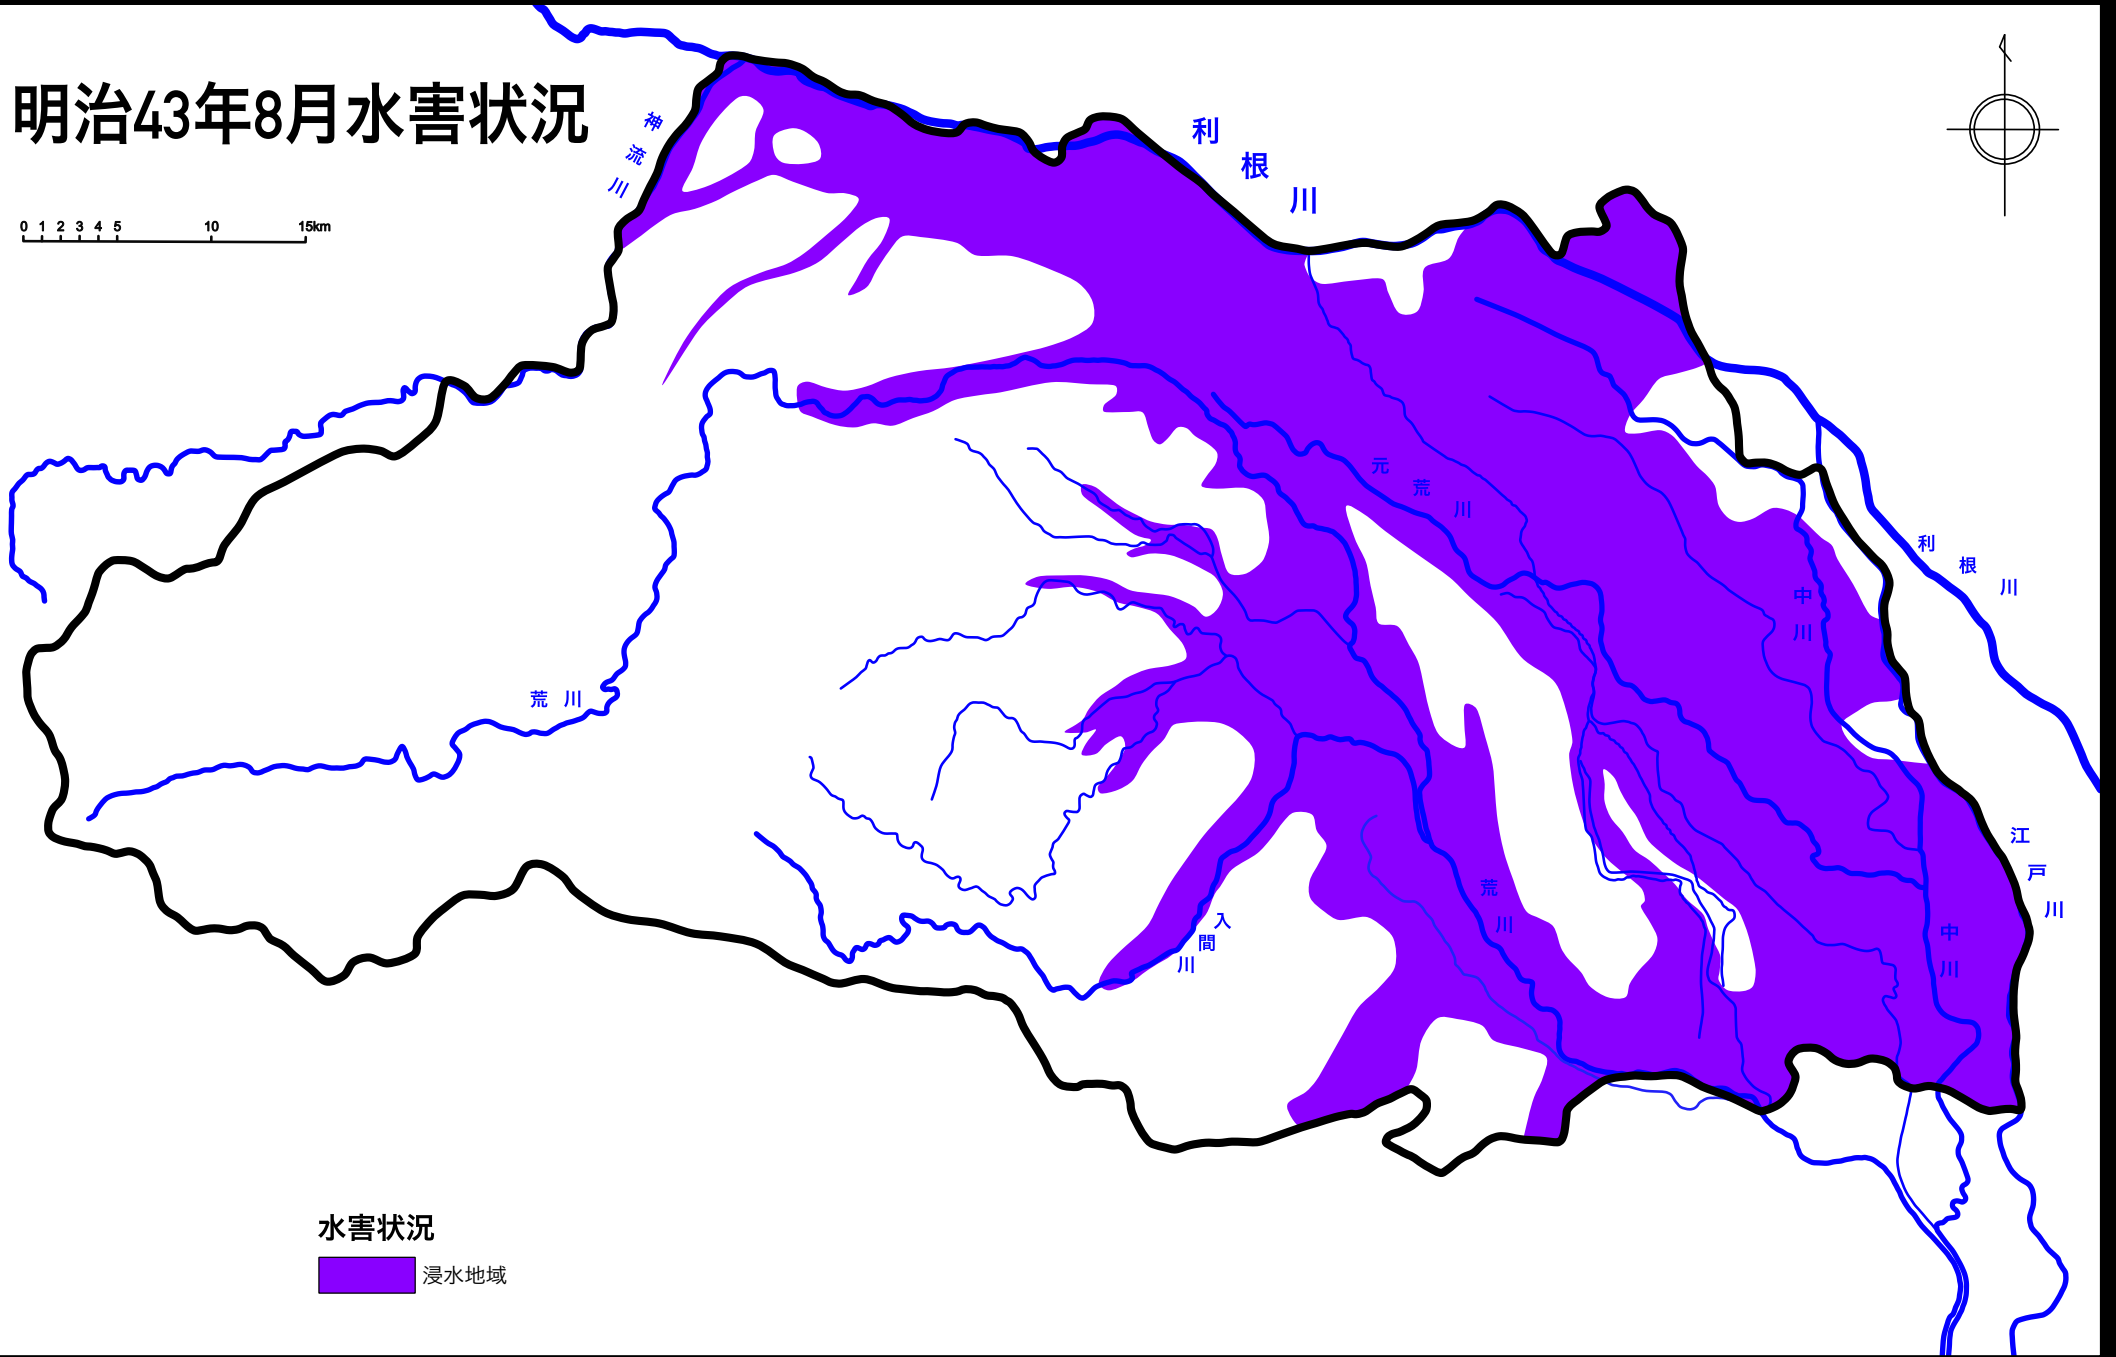 明治43年8月水害状況
神流川
利根川
0 1 2 3 4 5 10 15km
元荒川
利根川
中川
荒川
江戸川
荒川
入間川
中川
水害状況
浸水地域